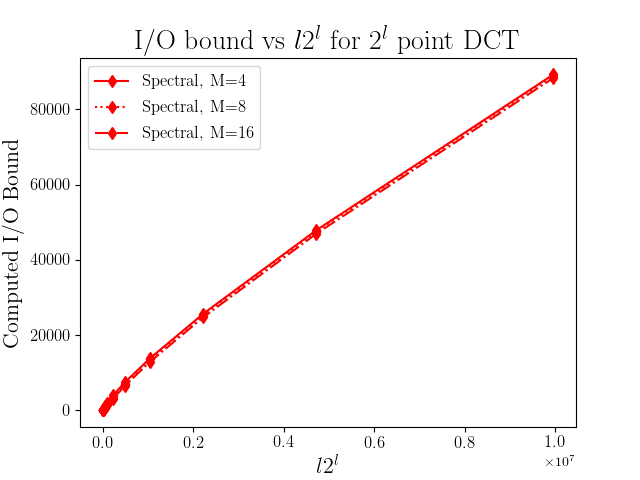 I/O bound vs l2^l for 2^l point DCT
Spectral, M=4
Spectral, M=8
Spectral, M=16
Computed I/O Bound
80000
60000
40000
20000
0
0.0 0.2 0.4 0.6 0.8 1.0
×10^7
l2^l